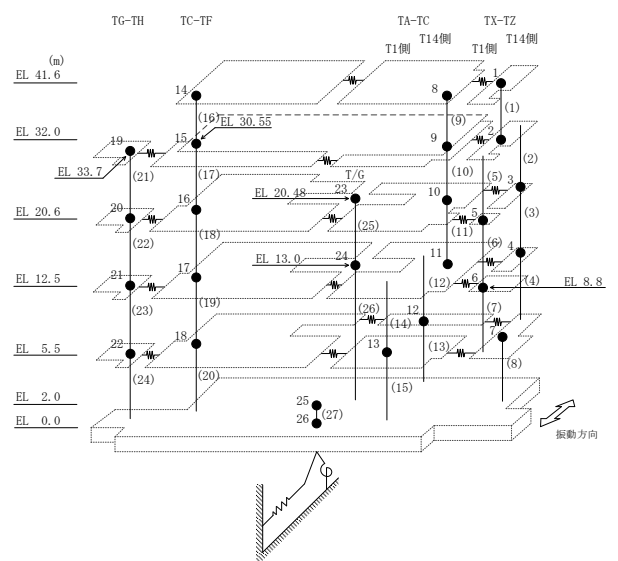 TG-TH
TC-TF
TA-TC
TX-TZ
T1側
T14側
T1側
T14側
(m)
EL 41.6
14
8
1
(1)
(16)
(9)
EL 32.0
19
15
EL 30.55
9
2
(2)
EL 33.7
(21)
(17)
(10)
T/G
(5)
3
EL 20.48
23
10
(3)
EL 20.6
20
16
(25)
(11)
5
(22)
(18)
(6)
4
EL 13.0
24
11
EL 12.5
21
17
(12)
6
(4)
EL 8.8
(23)
(19)
(26)
(14)
12
(7)
EL 5.5
22
18
13
(13)
7
(8)
(24)
(20)
(15)
EL 2.0
25
(27)
EL 0.0
26
振動方向